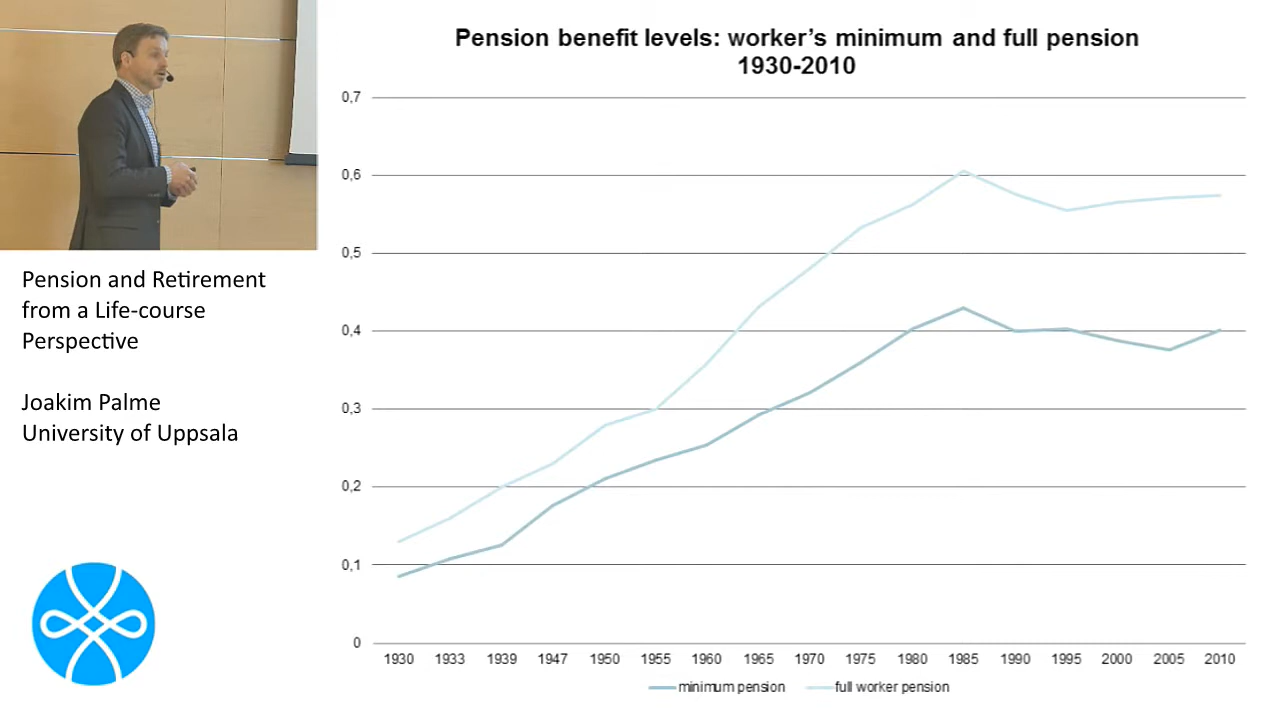 Pension benefit levels: worker's minimum and full pension
1930-2010
0,7
0,6
0,5
0,4
0,3
0,2
0,1
0
1930 1933 1939 1947 1950 1955 1960 1965 1970 1975 1980 1985 1990 1995 2000 2005 2010
minimum pension full worker pension
Pension and Retirement
from a Life-course
Perspective
Joakim Palme
University of Uppsala